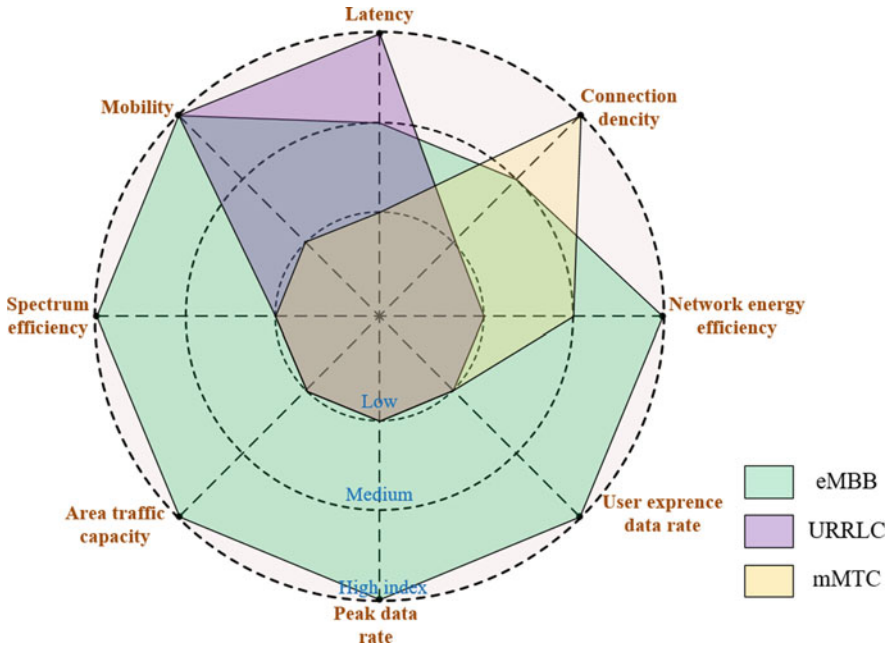 Latency
Mobility
Connection
dencity
Spectrum
efficiency
Network energy
efficiency
Low
Medium
High index
Area traffic
capacity
User exprence
data rate
Peak data
rate
eMBB
URRLC
mMTC